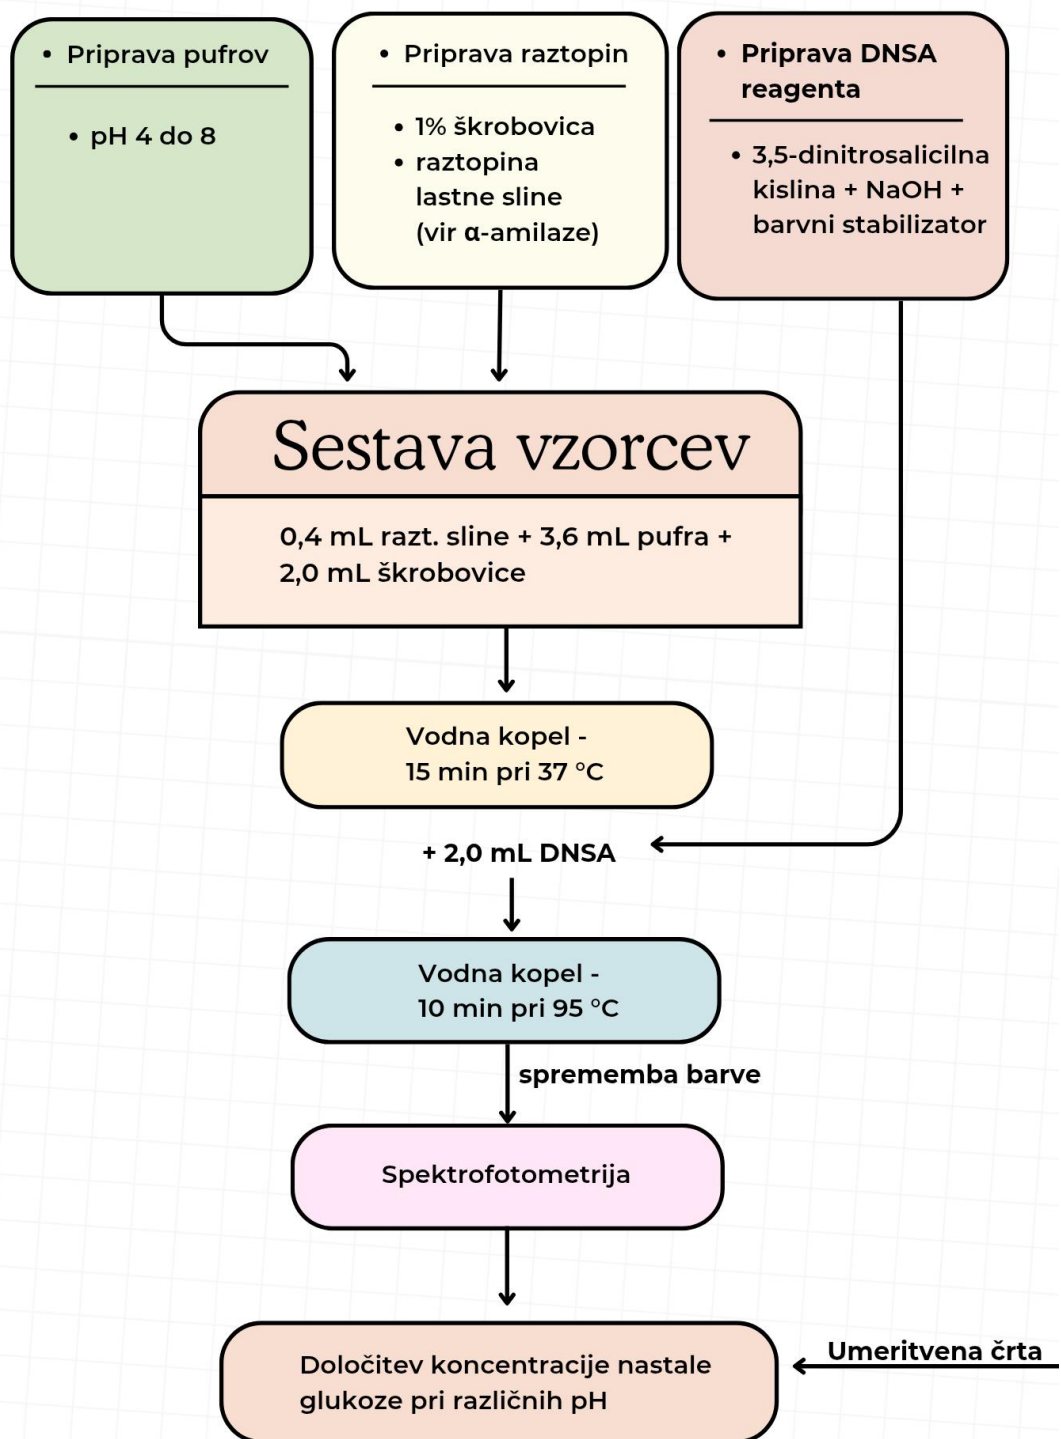 • Priprava pufrov
• pH 4 do 8
• Priprava raztopin
• 1% škrobovica
• raztopina
lastne sline
(vir α-amilaze)
• Priprava DNSA
reagenta
• 3,5-dinitrosalicilna
kislina + NaOH +
barvni stabilizator
Sestava vzorcev
0,4 mL razt. sline + 3,6 mL pufra +
2,0 mL škrobovice
Vodna kopel -
15 min pri 37 °C
+ 2,0 mL DNSA
Vodna kopel -
10 min pri 95 °C
sprememba barve
Spektrofotometrija
Določitev koncentracije nastale
glukoze pri različnih pH
Umeritvena črta